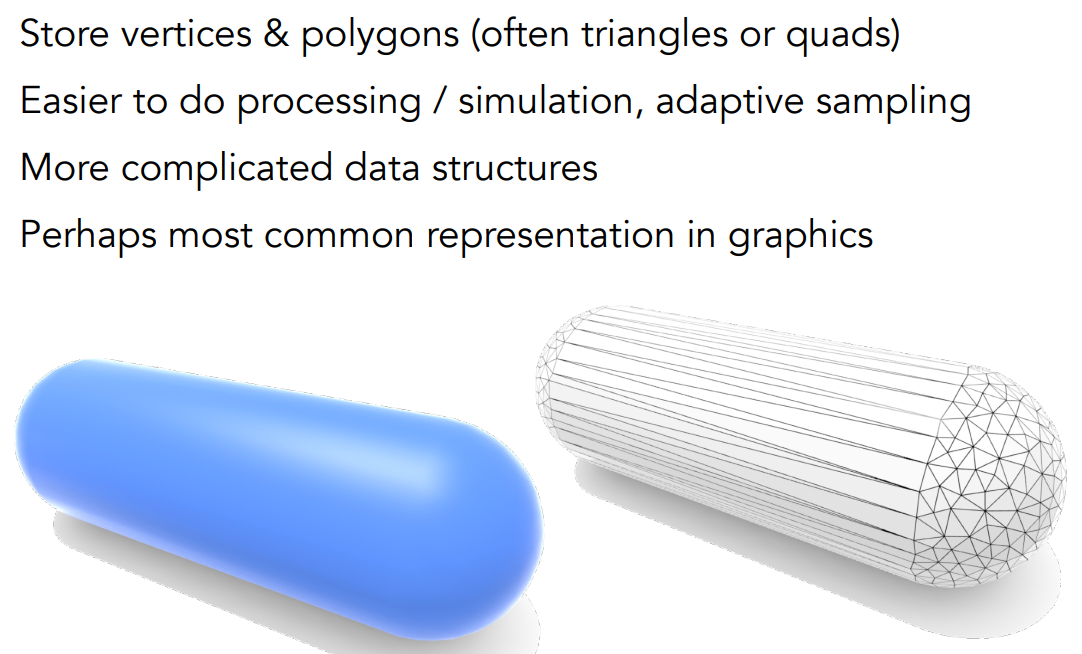 Store vertices & polygons (often triangles or quads)
Easier to do processing / simulation, adaptive sampling
More complicated data structures
Perhaps most common representation in graphics